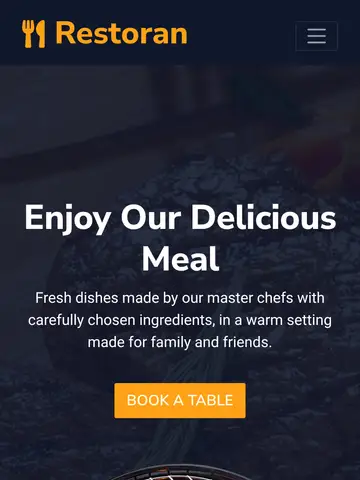 Restoran
Enjoy Our Delicious
Meal
Fresh dishes made by our master chefs with
carefully chosen ingredients, in a warm setting
made for family and friends.
BOOK A TABLE